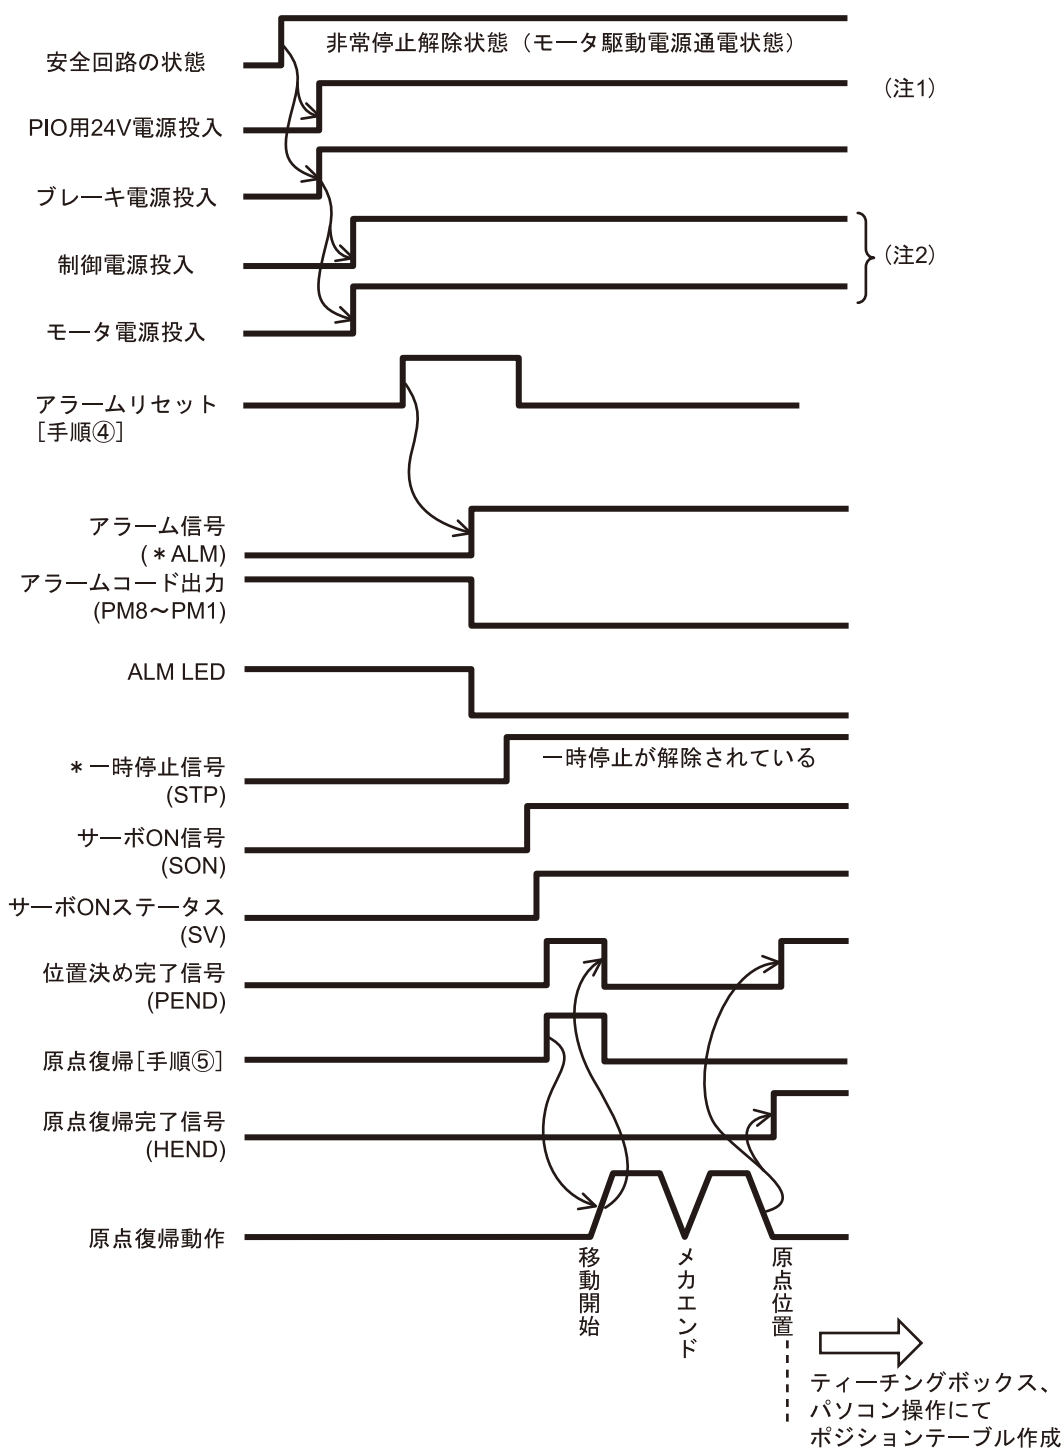 非常停止解除状態（モータ駆動電源通電状態）
安全回路の状態
（注1）
PIO用24V電源投入
ブレーキ電源投入
制御電源投入
（注2）
モータ電源投入
アラームリセット
［手順④］
アラーム信号
(＊ALM)
アラームコード出力
(PM8～PM1)
ALM LED
＊一時停止信号
(STP)
一時停止が解除されている
サーボON信号
(SON)
サーボONステータス
(SV)
位置決め完了信号
(PEND)
原点復帰［手順⑤］
原点復帰完了信号
(HEND)
原点復帰動作
移動開始
メカエンド
原点位置
ティーチングボックス、
パソコン操作にて
ポジションテーブル作成